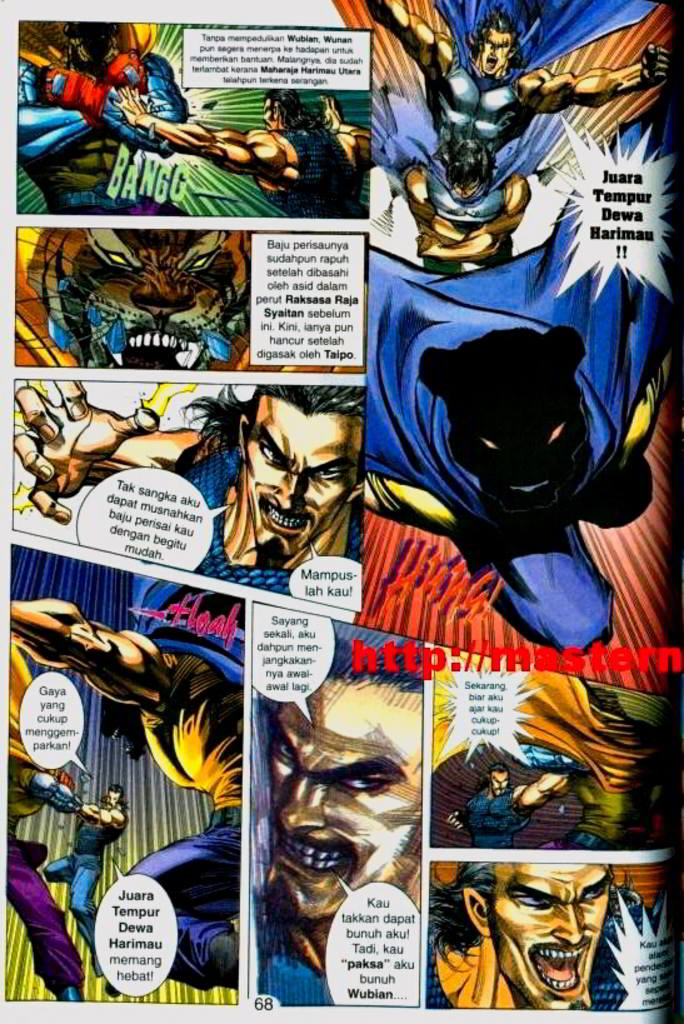 Tanpa mempedulikan Wubian, Wunan
pun segera menerpa ke hadapan untuk
memberikan bantuan. Malangnya, dia sudah
terlambat kerana Maharaja Harimau Utara
telahpun terkena serangan.
BANGG
Juara
Tempur
Dewa
Harimau
!!
Baju perisaunya
sudahpun rapuh
setelah dibasahi
oleh asid dalam
perut Raksasa Raja
Syaitan sebelum
ini. Kini, ianya pun
hancur setelah
digasak oleh Taipo.
Tak sangka aku
dapat musnahkan
baju perisai kau
dengan begitu
mudah.
Mampus-
lah kau!
Gaya
yang
cukup
menggem-
parkan!
Juara
Tempur
Dewa
Harimau
memang
hebat!
Sayang
sekali, aku
dahpun men-
jangkakan-
nya awai-
awai lagi.
Kau
takkan dapat
bunuh aku!
Tadi, kau
"paksa" aku
bunuh
Wubian....
http://mastern
Sekarang,
biar aku
ajar kau
cukup-
cukup!
Kau
yang
68